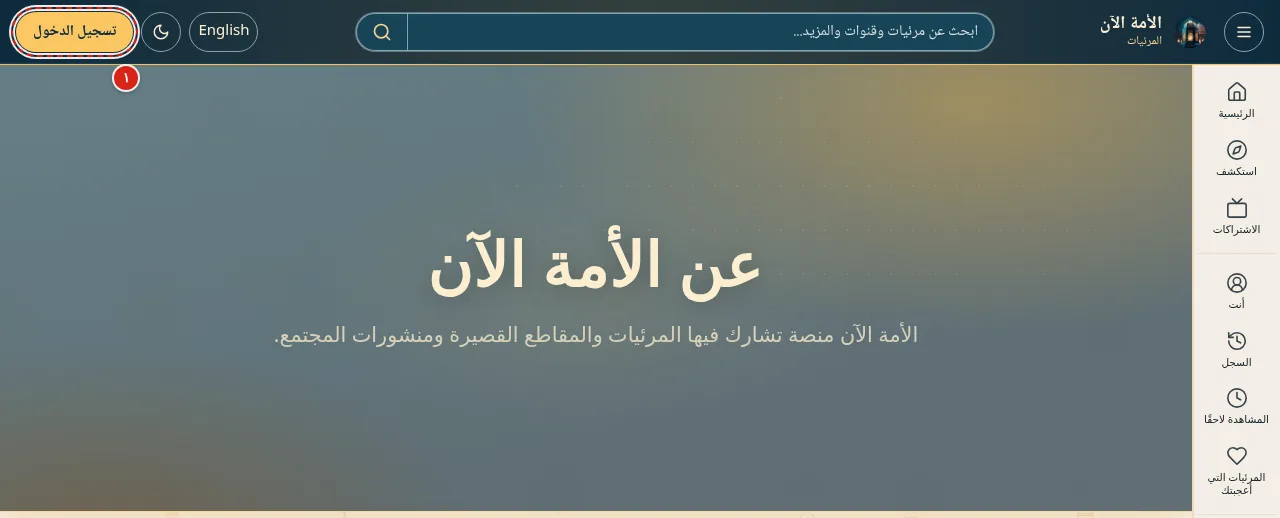 الأمة الآن
المرئيات
ابحث عن مرئيات وقنوات والمزيد...
English
تسجيل الدخول
١
الرئيسية
استكشف
الاشتراكات
أنت
السجل
المشاهدة لاحقًا
المرئيات التي
أعجبتك
عن الأمة الآن
الأمة الآن منصة تشارك فيها المرئيات والمقاطع القصيرة ومنشورات المجتمع.